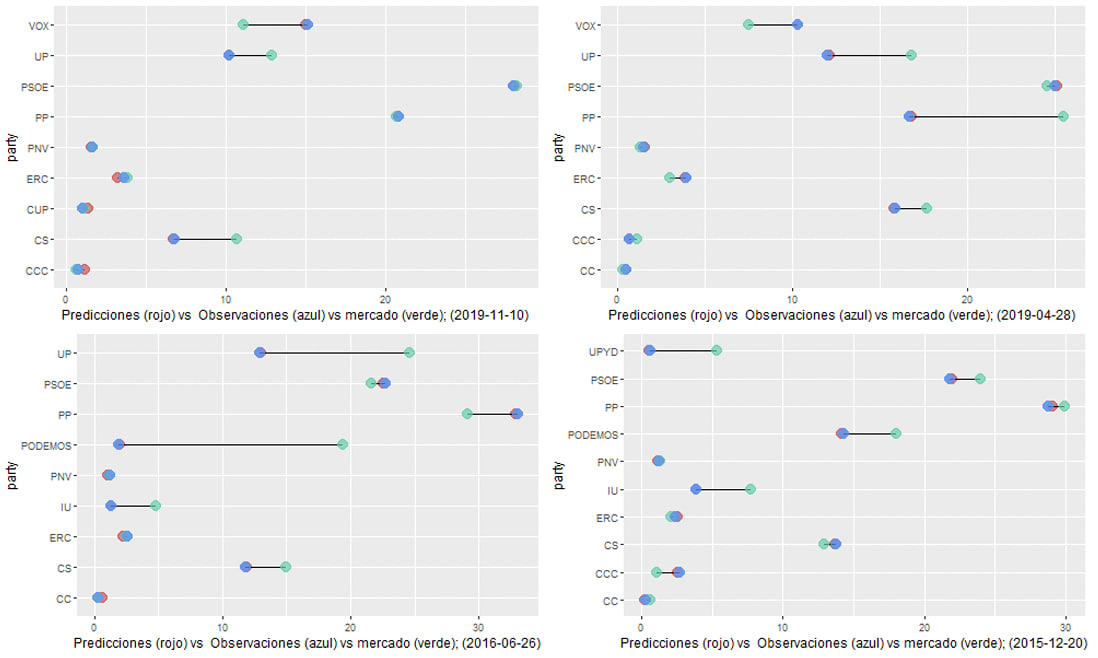 VOX
UP
PSOE
PP
PNV
ERC
CUP
CS
CCC
party
0 10 20
Predicciones (rojo) vs Observaciones (azul) vs mercado (verde); (2019-11-10)
VOX
UP
PSOE
PP
PNV
ERC
CS
CCC
CC
party
0 10 20
Predicciones (rojo) vs Observaciones (azul) vs mercado (verde); (2019-04-28)
UP
PSOE
PP
PODEMOS
PNV
IU
ERC
CS
CC
party
0 10 20 30
Predicciones (rojo) vs Observaciones (azul) vs mercado (verde); (2016-06-26)
UPYD
PSOE
PP
PODEMOS
PNV
IU
ERC
CS
CCC
CC
party
0 10 20 30
Predicciones (rojo) vs Observaciones (azul) vs mercado (verde); (2015-12-20)